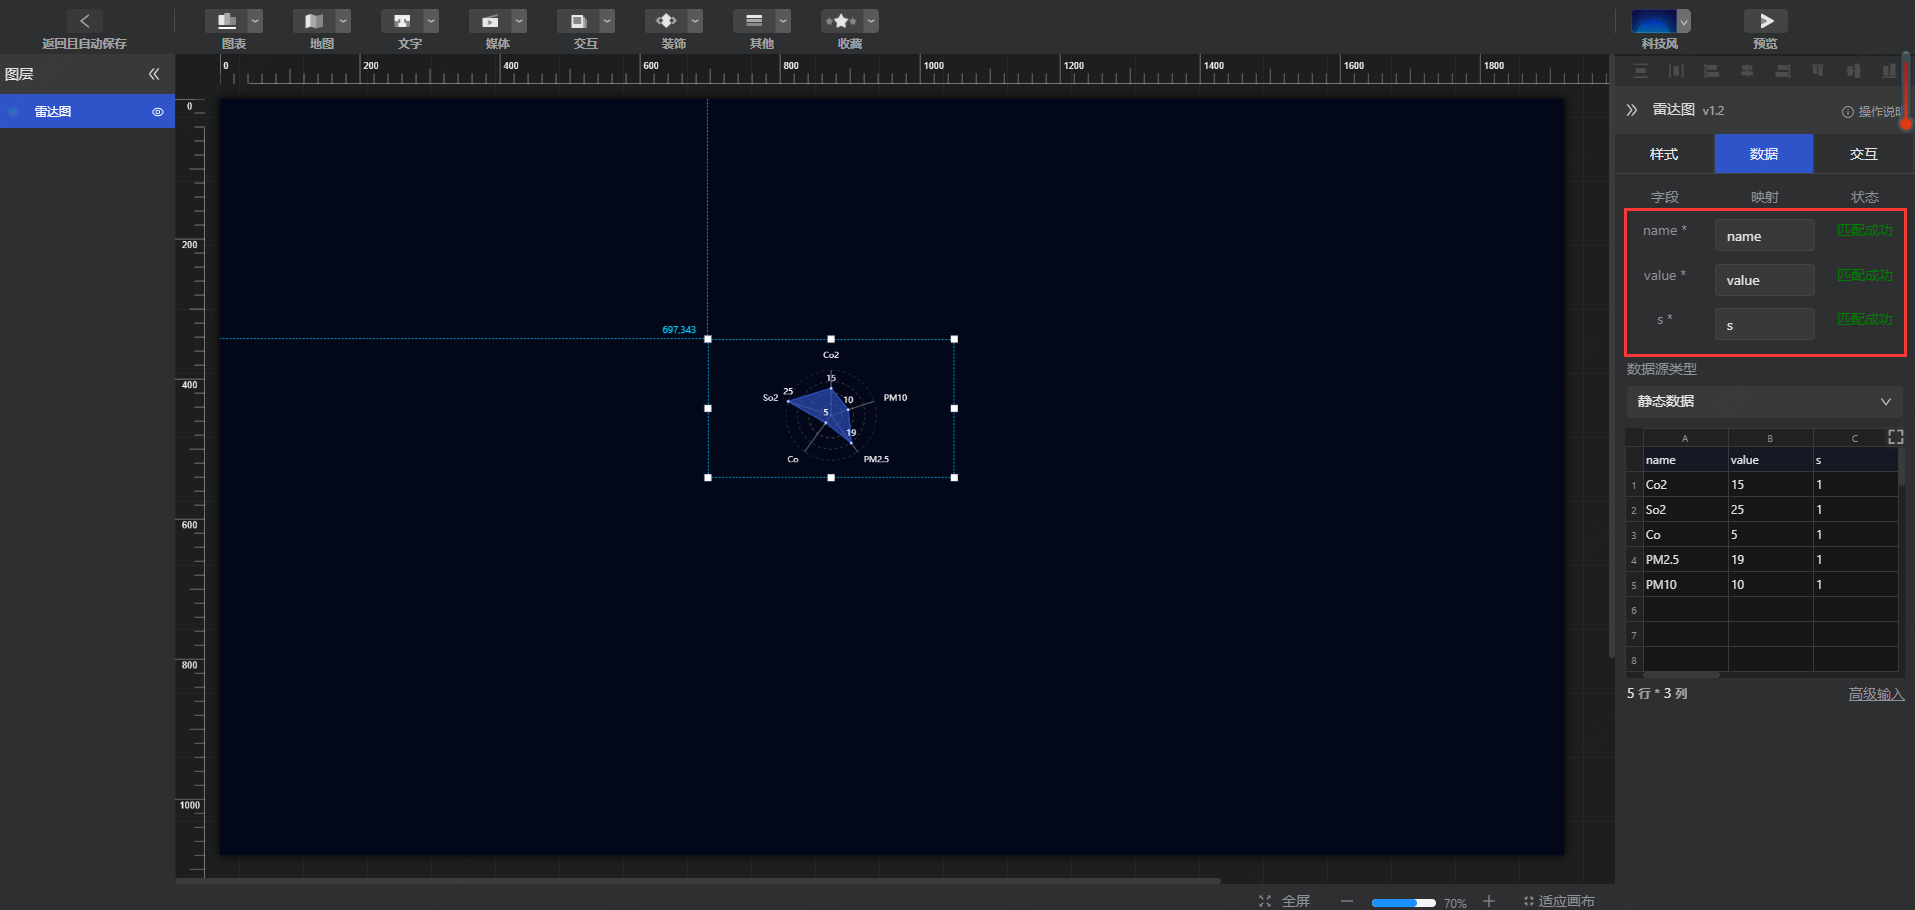 返回且自动保存
图表
地图
文字
媒体
交互
装饰
其他
收藏
科技风
预览
图层
雷达图
0 200 400 600 800 1000 1200 1400 1600 1800
0
200
400
600
800
1000
697,343
Co2
15
So2 25
10 PM10
5
19
Co
PM2.5
雷达图 v1.2
操作说明
样式 数据 交互
字段 映射 状态
name * name 匹配成功
value * value 匹配成功
s * s 匹配成功
数据源类型
静态数据
A B C
name value s
1 Co2 15 1
2 So2 25 1
3 Co 5 1
4 PM2.5 19 1
5 PM10 10 1
6
7
8
5 行 * 3 列
高级输入
全屏
70%
适应画布